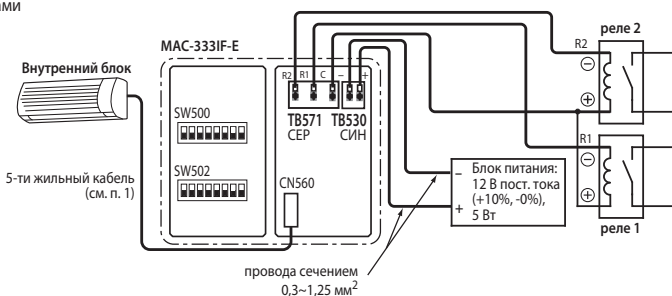 ами
MAC-333IF-E
Внутренний блок
SW500
SW502
5-ти жильный кабель
(см. п. 1)
R2 R1 C − +
TB571 TB530
СЕР СИН
CN560
провода сечением
0,3~1,25 мм²
− Блок питания:
12 В пост. тока
+ (+10%, -0%),
5 Вт
реле 2
R2
−
+
R1
−
+
реле 1